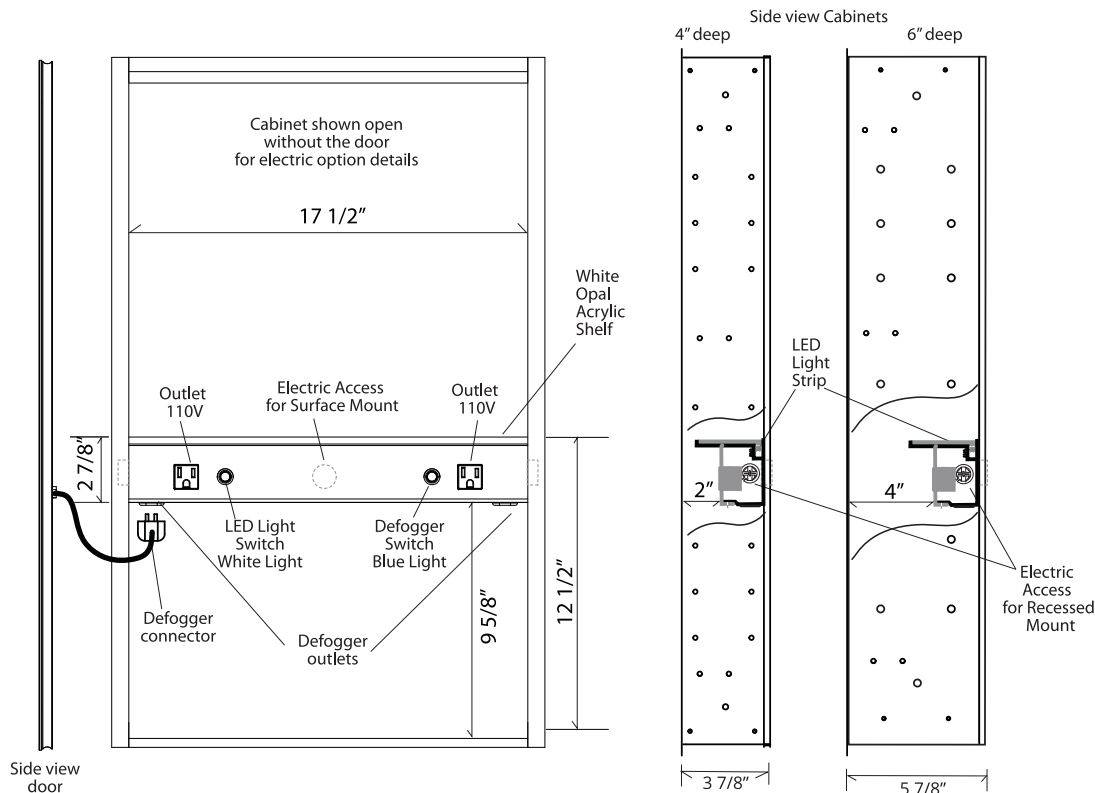 Side view Cabinets
4” deep
6” deep
Cabinet shown open
without the door
for electric option details
17 1/2”
White
Opal
Acrylic
Shelf
LED
Light
Strip
Outlet
110V
Electric Access
for Surface Mount
Outlet
110V
2 7/8”
2”
4”
LED Light
Switch
White Light
Defogger
Switch
Blue Light
12 1/2”
9 5/8”
Defogger
connector
Defogger
outlets
Electric
Access
for Recessed
Mount
Side view
door
3 7/8”
5 7/8”